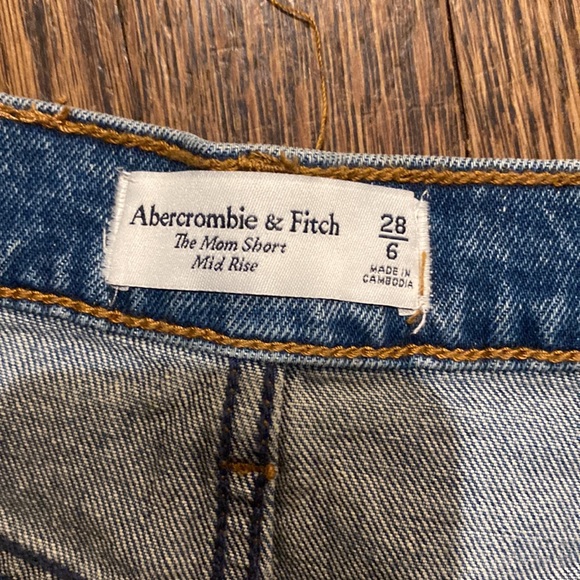 Abercrombie & Fitch
The Mom Short
Mid Rise
28
6
MADE IN
CAMBODIA